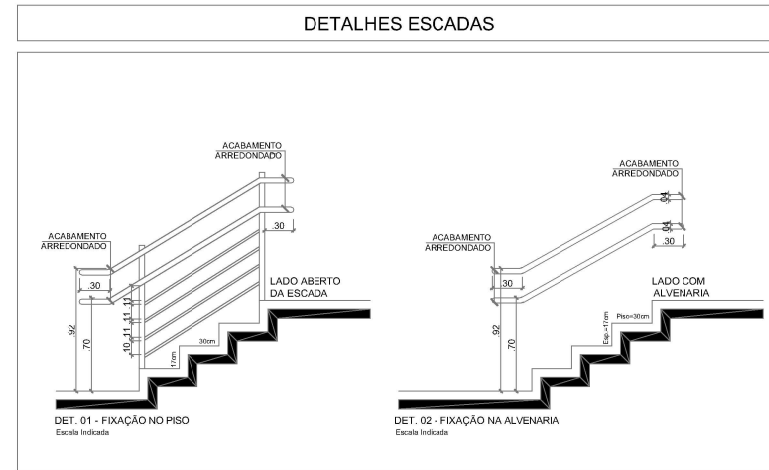 DETALHES ESCADAS
ACABAMENTO
ARREDONDADO
ACABAMENTO
ARREDONDADO
.30
.30
.92
.70
.11
.11
.11
.10
17cm
30cm
LADO ABERTO
DA ESCADA
DET. 01 - FIXAÇÃO NO PISO
Escala Indicada
ACABAMENTO
ARREDONDADO
.04
.04
.30
ACABAMENTO
ARREDONDADO
.30
.92
.70
Esp.=17cm
Piso=30cm
LADO COM
ALVENARIA
DET. 02 - FIXAÇÃO NA ALVENARIA
Escala Indicada